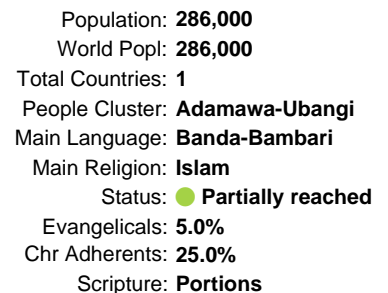 Population: 286,000
World Popl: 286,000
Total Countries: 1
People Cluster: Adamawa-Ubangi
Main Language: Banda-Bambari
Main Religion: Islam
Status: Partially reached
Evangelicals: 5.0%
Chr Adherents: 25.0%
Scripture: Portions